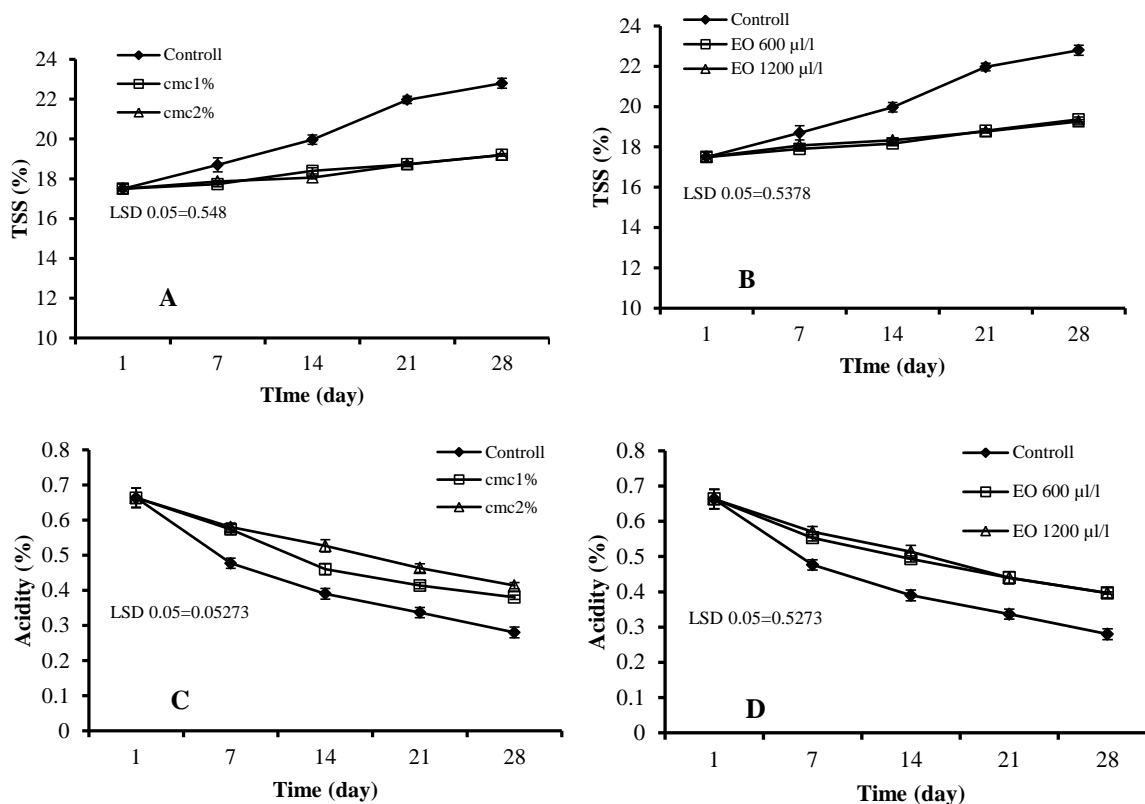 24
22
20
18
16
14
12
10
TSS (%)
Controll
cmc1%
cmc2%
LSD 0.05=0.548
A
1 7 14 21 28
TIme (day)
24
22
20
18
16
14
12
10
TSS (%)
Controll
EO 600 µl/l
EO 1200 µl/l
LSD 0.05=0.5378
B
1 7 14 21 28
TIme (day)
0.8
0.7
0.6
0.5
0.4
0.3
0.2
0.1
0
Acidity (%)
Controll
cmc1%
cmc2%
LSD 0.05=0.05273
C
1 7 14 21 28
Time (day)
0.8
0.7
0.6
0.5
0.4
0.3
0.2
0.1
0
Acidity (%)
Controll
EO 600 µl/l
EO 1200 µl/l
LSD 0.05=0.5273
D
1 7 14 21 28
Time (day)